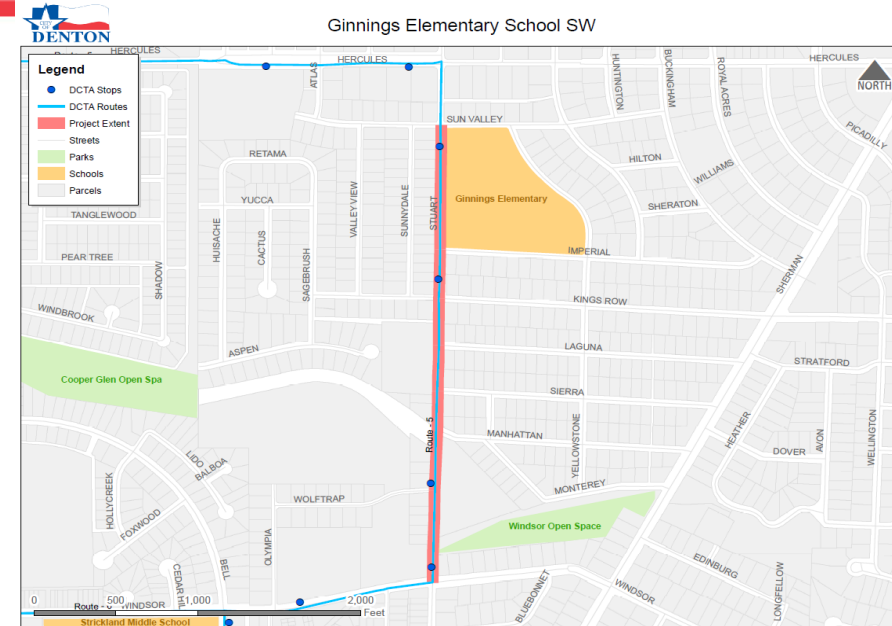 CITY
OF
DENTON
Ginnings Elementary School SW
HERCULES
HERCULES
HERCULES
Legend
DCTA Stops
DCTA Routes
Project Extent
Streets
Parks
Schools
Parcels
NORTH
ATLAS
HUNTINGTON
BUCKINGHAM
ROYAL ACRES
SUN VALLEY
PICADILLY
RETAMA
HILTON
WILLIAMS
YUCCA
VALLEY VIEW
SUNNYDALE
STUART
Ginnings Elementary
SHERATON
TANGLEWOOD
HUISACHE
CACTUS
SAGEBRUSH
IMPERIAL
PEAR TREE
SHADOW
SHERMAN
KINGS ROW
WINDBROOK
ASPEN
LAGUNA
STRATFORD
Cooper Glen Open Spa
SIERRA
Route - 5
MANHATTAN
YELLOWSTONE
HEATHER
AVON
WELLINGTON
DOVER
LIDO
BALBOA
HOLLYCREEK
MONTEREY
WOLFTRAP
FOXWOOD
Windsor Open Space
OLYMPIA
BELL
CEDAR HIL
EDINBURG
BLUEBONNET
WINDSOR
LONGFELLOW
0 500 1,000 2,000
Feet
Route - 6 WINDSOR
Strickland Middle School